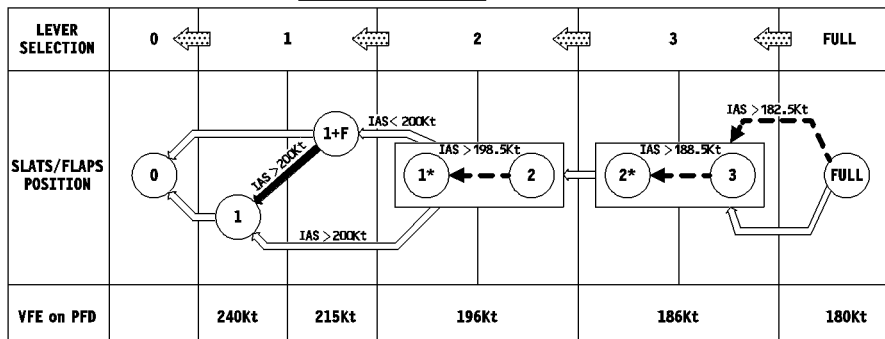 LEVER
SELECTION
0
1
2
3
FULL
SLATS/FLAPS
POSITION
0
1
1+F
IAS>200Kt
IAS<200Kt
IAS>200Kt
IAS>198.5Kt
1*
2
IAS>188.5Kt
2*
3
IAS>182.5Kt
FULL
VFE on PFD
240Kt
215Kt
196Kt
186Kt
180Kt